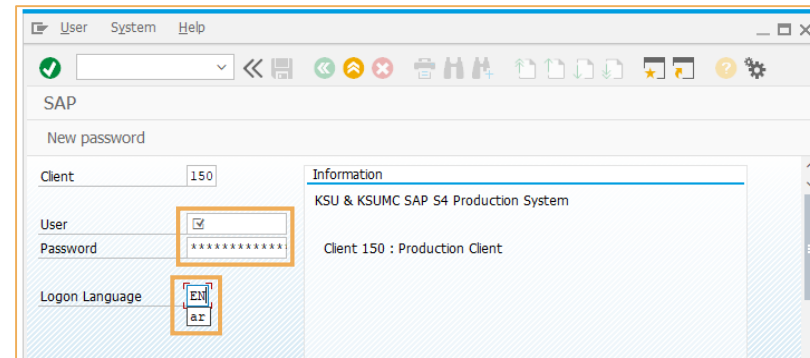 User System Help
SAP
New password
Client 150
Information
KSU & KSUMC SAP S4 Production System
User
Password ************
Client 150 : Production Client
Logon Language EN
ar